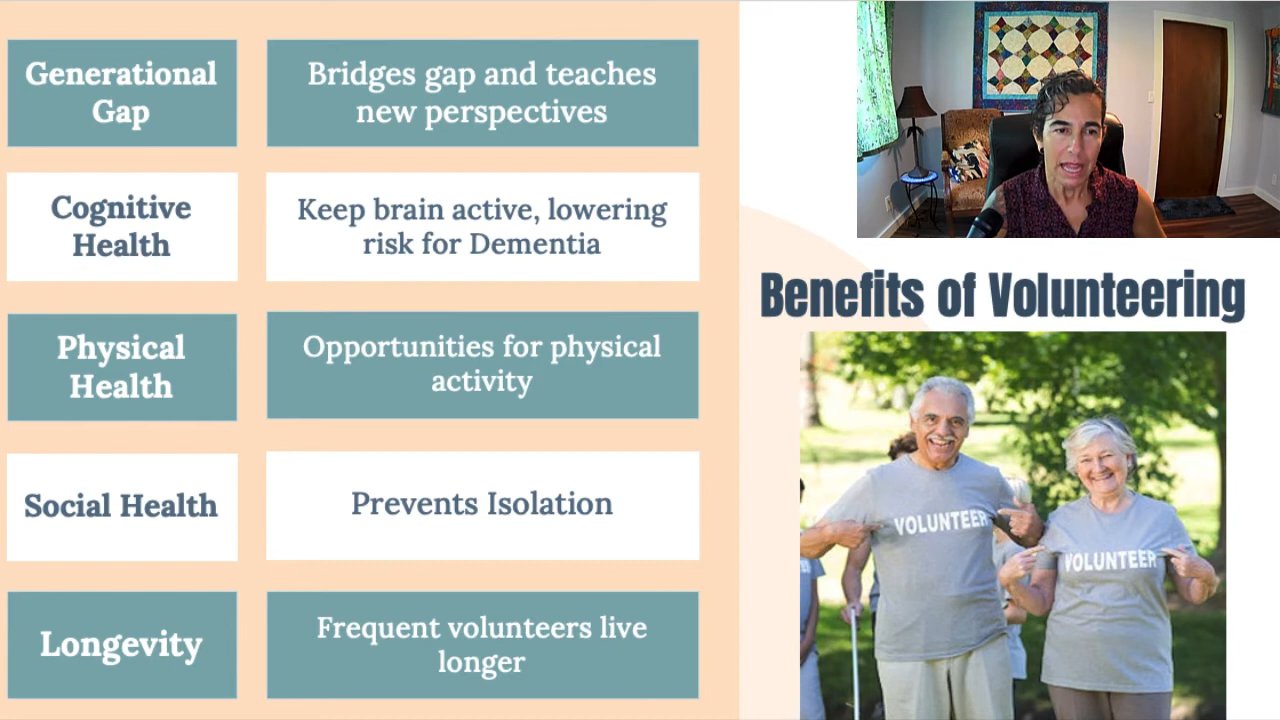 Generational
Gap
Bridges gap and teaches
new perspectives
Cognitive
Health
Keep brain active, lowering
risk for Dementia
Physical
Health
Opportunities for physical
activity
Social Health
Prevents Isolation
Longevity
Frequent volunteers live
longer
Benefits of Volunteering
VOLUNTEER
VOLUNTEER